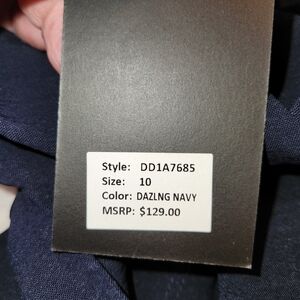 Style: DD1A7685
Size: 10
Color: DAZLNG NAVY
MSRP: $129.00